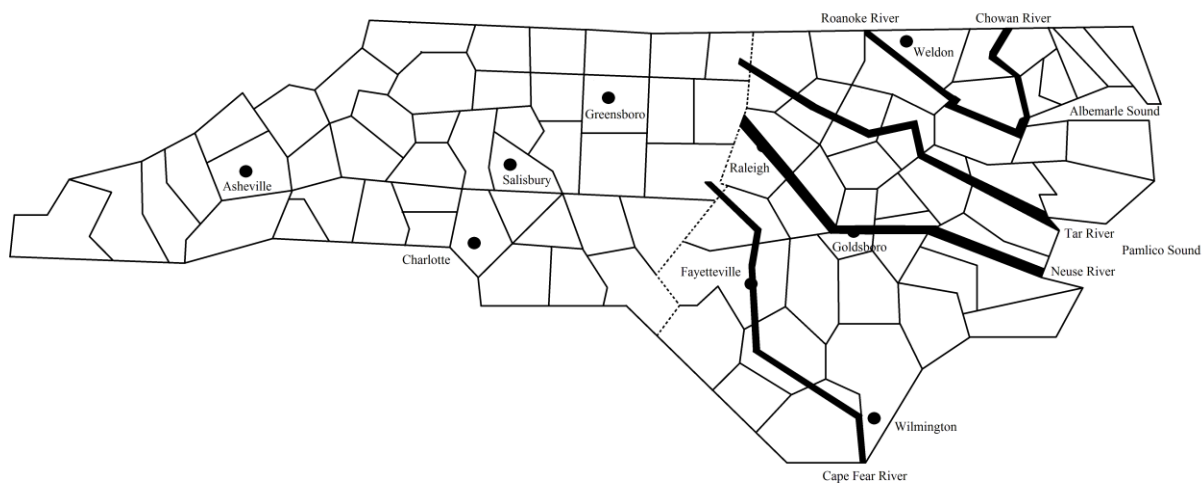 Roanoke River
Chowan River
Weldon
Greensboro
Albemarle Sound
Raleigh
Salisbury
Asheville
Tar River
Goldsboro
Pamlico Sound
Charlotte
Fayetteville
Neuse River
Wilmington
Cape Fear River